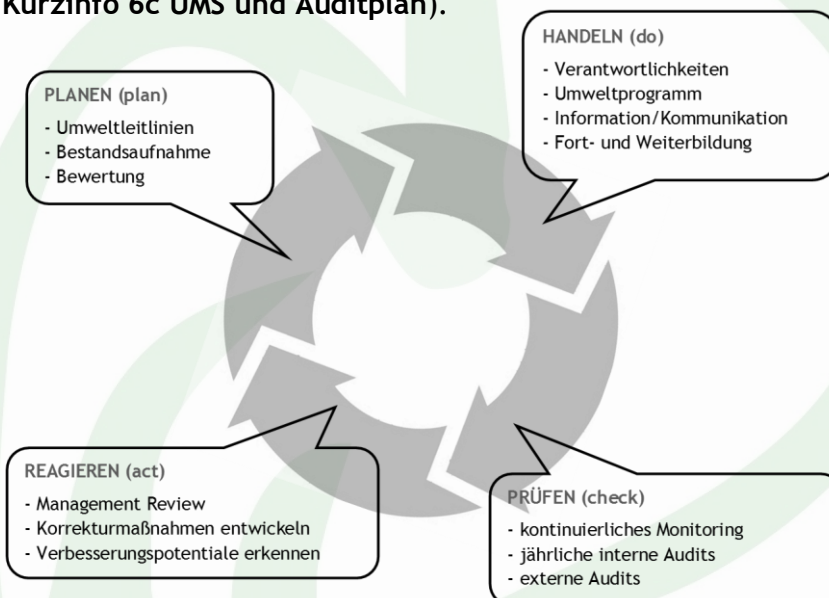 Kurzinfo 6c UMS und Auditplan).
PLANEN (plan)
- Umweltleitlinien
- Bestandsaufnahme
- Bewertung
HANDELN (do)
- Verantwortlichkeiten
- Umweltprogramm
- Information/Kommunikation
- Fort- und Weiterbildung
REAGIEREN (act)
- Management Review
- Korrekturmaßnahmen entwickeln
- Verbesserungspotentiale erkennen
PRÜFEN (check)
- kontinuierliches Monitoring
- jährliche interne Audits
- externe Audits